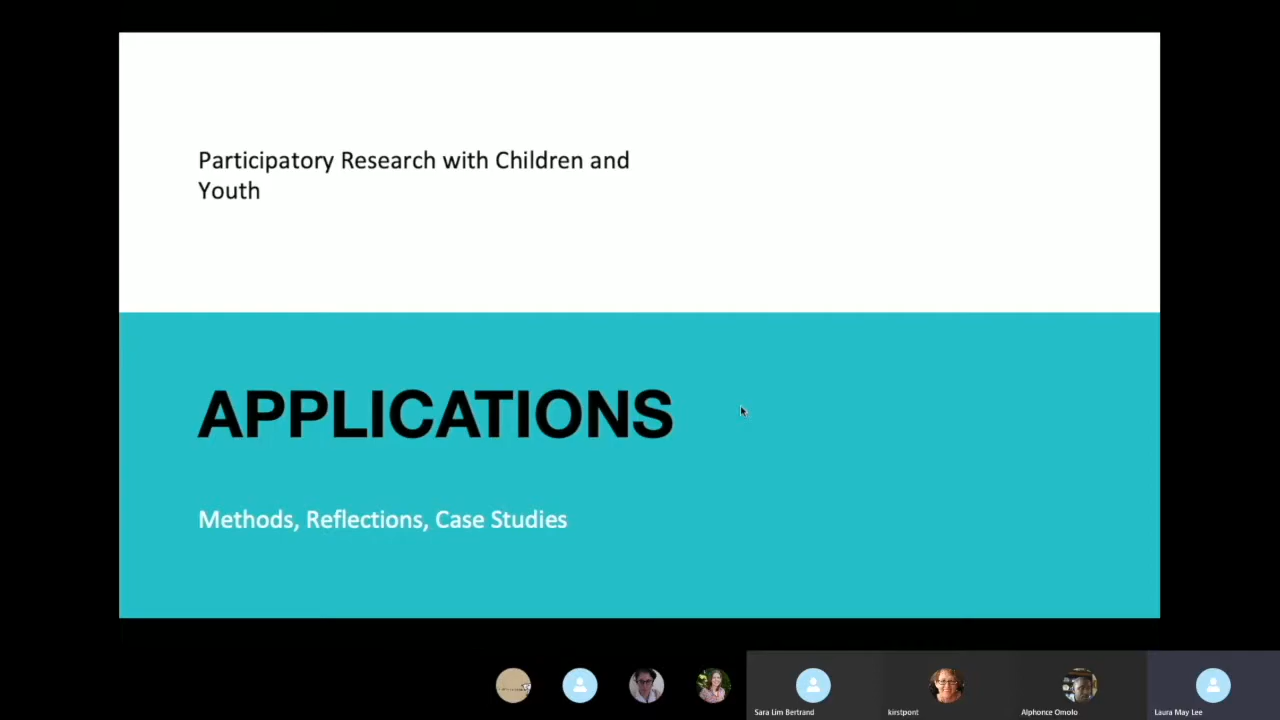 Participatory Research with Children and
Youth
APPLICATIONS
Methods, Reflections, Case Studies
Sara Lim Bertrand
kirstpont
Alphonce Omolo
Laura May Lee